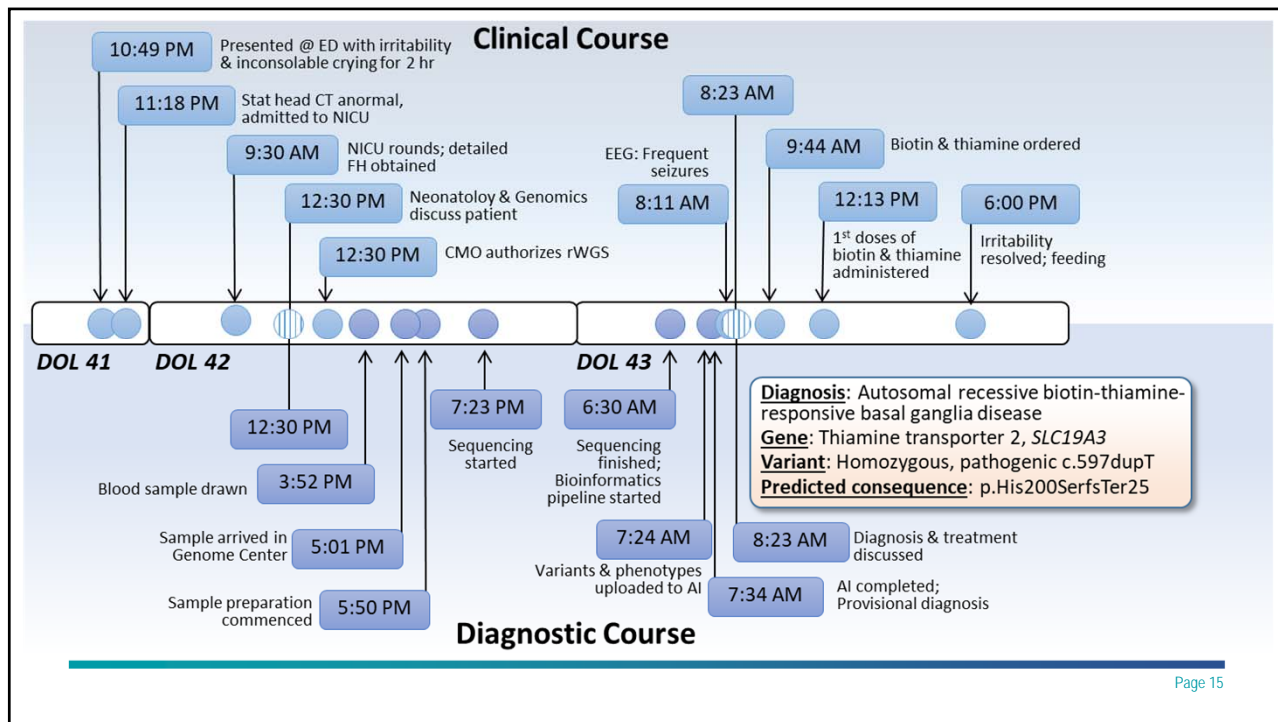 Clinical Course
10:49 PM
Presented @ ED with irritability
& inconsolable crying for 2 hr
11:18 PM
Stat head CT anormal,
admitted to NICU
9:30 AM
NICU rounds; detailed
FH obtained
12:30 PM
Neonatoloy & Genomics
discuss patient
12:30 PM
CMO authorizes rWGS
EEG: Frequent
seizures
8:11 AM
8:23 AM
9:44 AM
Biotin & thiamine ordered
12:13 PM
1st doses of
biotin & thiamine
administered
6:00 PM
Irritability
resolved; feeding
DOL 41
DOL 42
DOL 43
12:30 PM
Blood sample drawn
3:52 PM
Sample arrived in
Genome Center
5:01 PM
Sample preparation
commenced
5:50 PM
7:23 PM
Sequencing
started
6:30 AM
Sequencing
finished;
Bioinformatics
pipeline started
7:24 AM
Variants & phenotypes
uploaded to AI
7:34 AM
AI completed;
Provisional diagnosis
8:23 AM
Diagnosis & treatment
discussed
Diagnosis: Autosomal recessive biotin-thiamine-
responsive basal ganglia disease
Gene: Thiamine transporter 2, SLC19A3
Variant: Homozygous, pathogenic c.597dupT
Predicted consequence: p.His200SerfsTer25
Diagnostic Course
Page 15